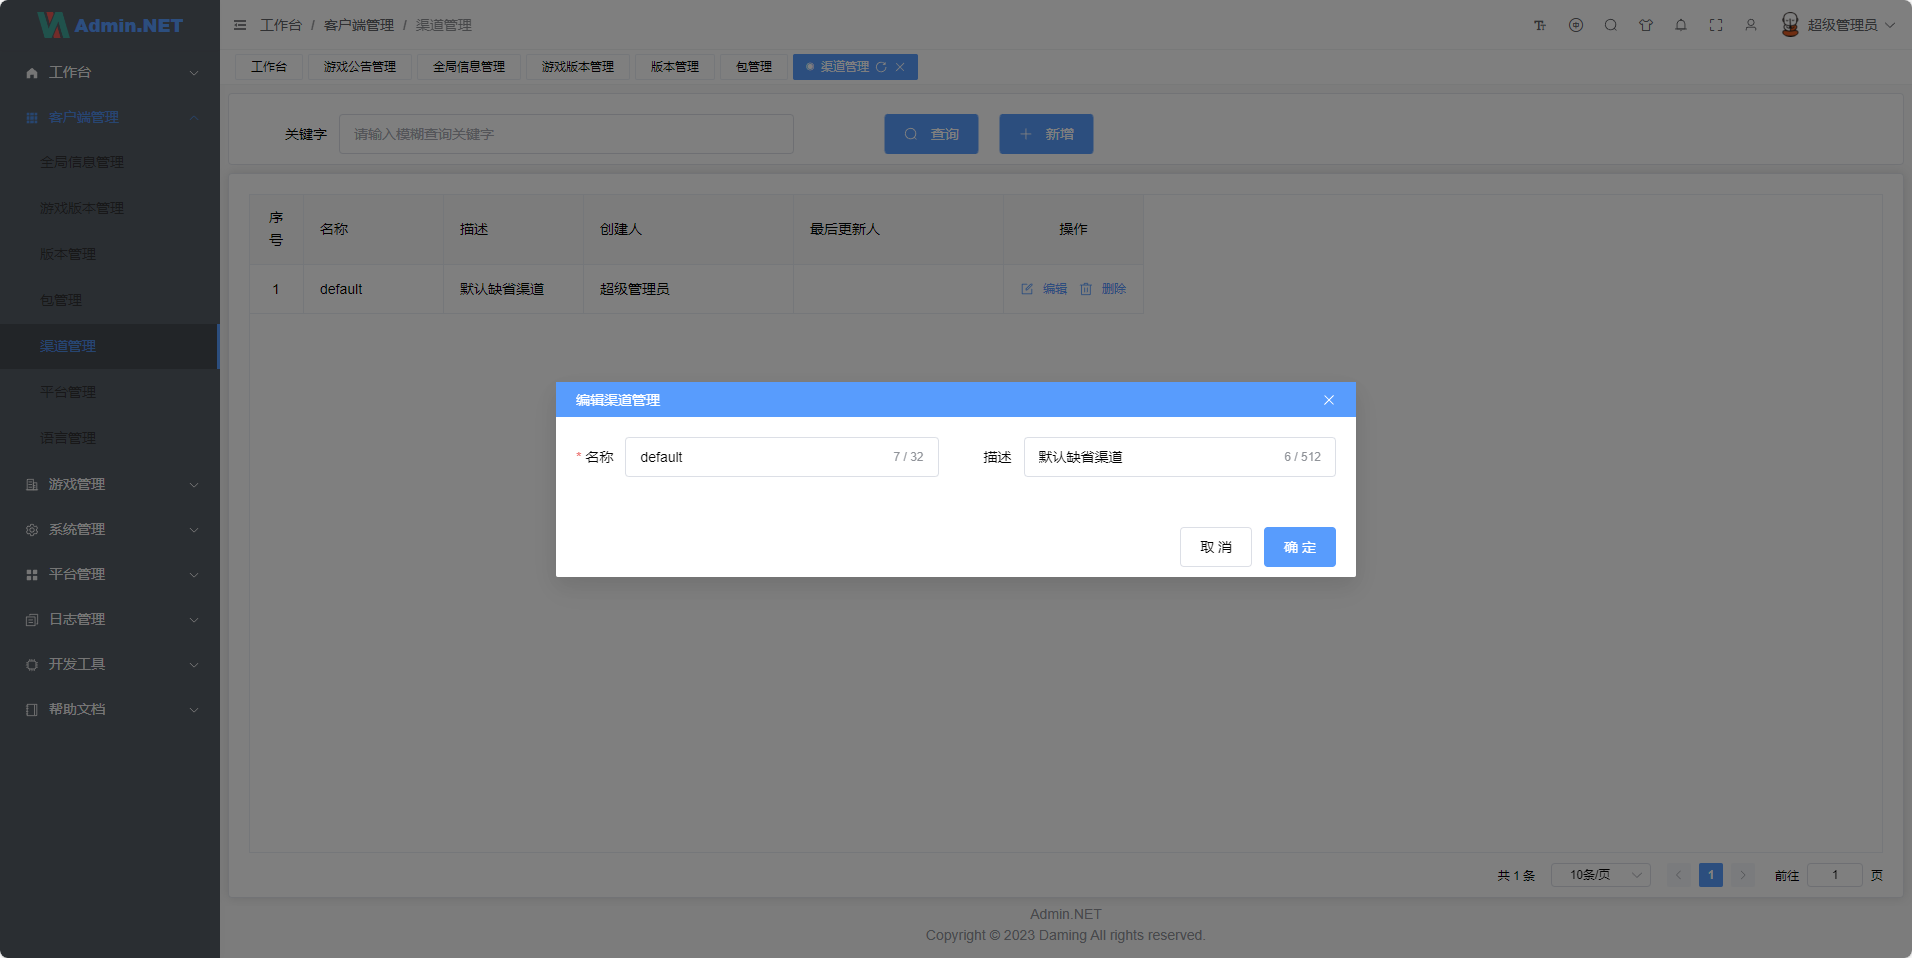 Admin.NET
工作台
客户端管理
全局信息管理
游戏版本管理
版本管理
包管理
渠道管理
平台管理
语言管理
游戏管理
系统管理
平台管理
日志管理
开发工具
帮助文档
工作台 / 客户端管理 / 渠道管理
超级管理员
工作台 游戏公告管理 全局信息管理 游戏版本管理 版本管理 包管理 渠道管理
关键字 请输入模糊查询关键字 查询 新增
序号 名称 描述 创建人 最后更新人 操作
1 default 默认缺省渠道 超级管理员 编辑 删除
编辑渠道管理
* 名称 default 7 / 32 描述 默认缺省渠道 6 / 512
取 消 确 定
共 1 条 10条/页 1 前往 1 页
Admin.NET
Copyright © 2023 Daming All rights reserved.